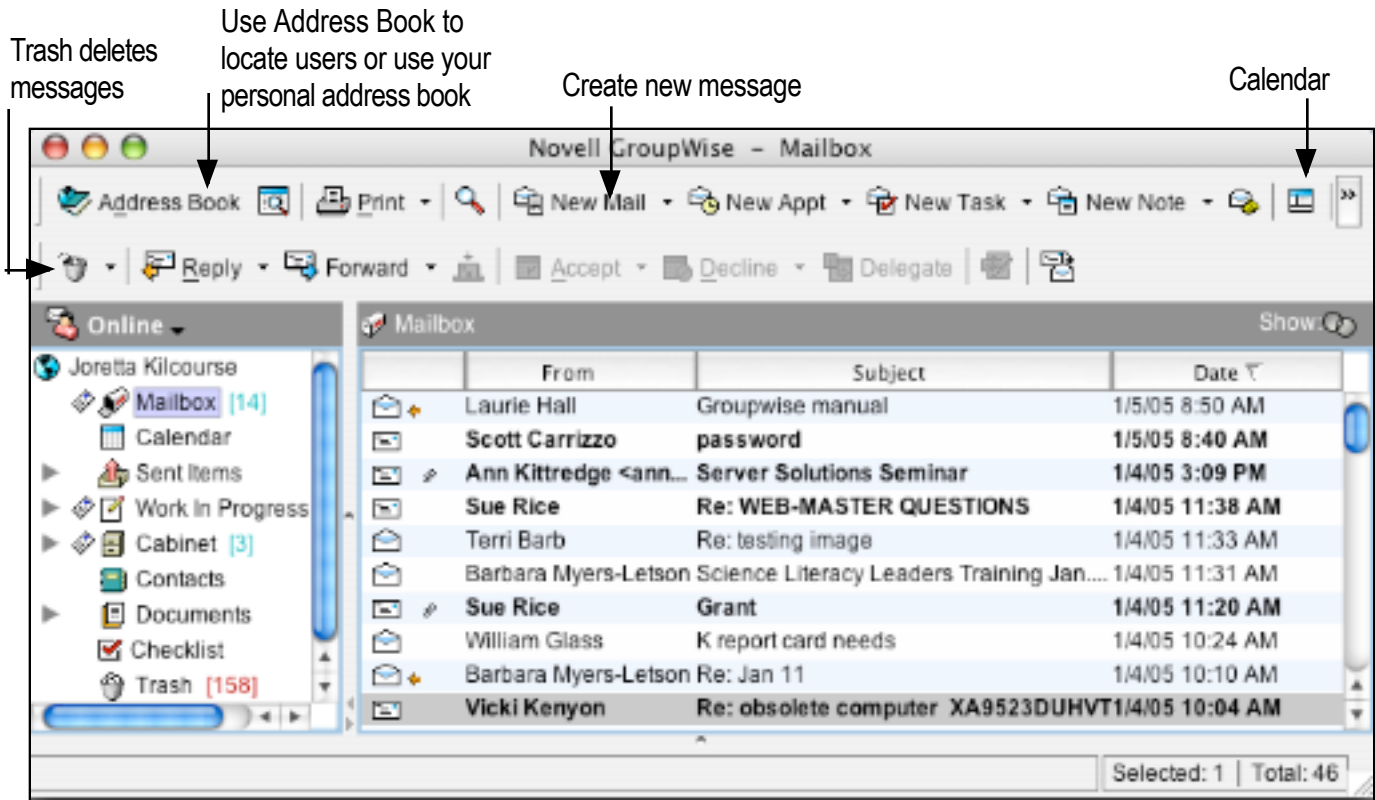 Trash deletes
messages
Use Address Book to
locate users or use your
personal address book
Create new message
Calendar
Novell GroupWise – Mailbox
Address Book Print New Mail New Appt New Task New Note »
Reply Forward Accept Decline Delegate
Online
Mailbox Show:
Joretta Kilcourse
Mailbox [14]
Calendar
Sent Items
Work In Progress
Cabinet [3]
Contacts
Documents
Checklist
Trash [158]
From Subject Date
Laurie Hall Groupwise manual 1/5/05 8:50 AM
Scott Carrizzo password 1/5/05 8:40 AM
Ann Kittredge <ann... Server Solutions Seminar 1/4/05 3:09 PM
Sue Rice Re: WEB-MASTER QUESTIONS 1/4/05 11:38 AM
Terri Barb Re: testing image 1/4/05 11:33 AM
Barbara Myers-Letson Science Literacy Leaders Training Jan.... 1/4/05 11:31 AM
Sue Rice Grant 1/4/05 11:20 AM
William Glass K report card needs 1/4/05 10:24 AM
Barbara Myers-Letson Re: Jan 11 1/4/05 10:10 AM
Vicki Kenyon Re: obsolete computer XA9523DUHVT 1/4/05 10:04 AM
Selected: 1 | Total: 46